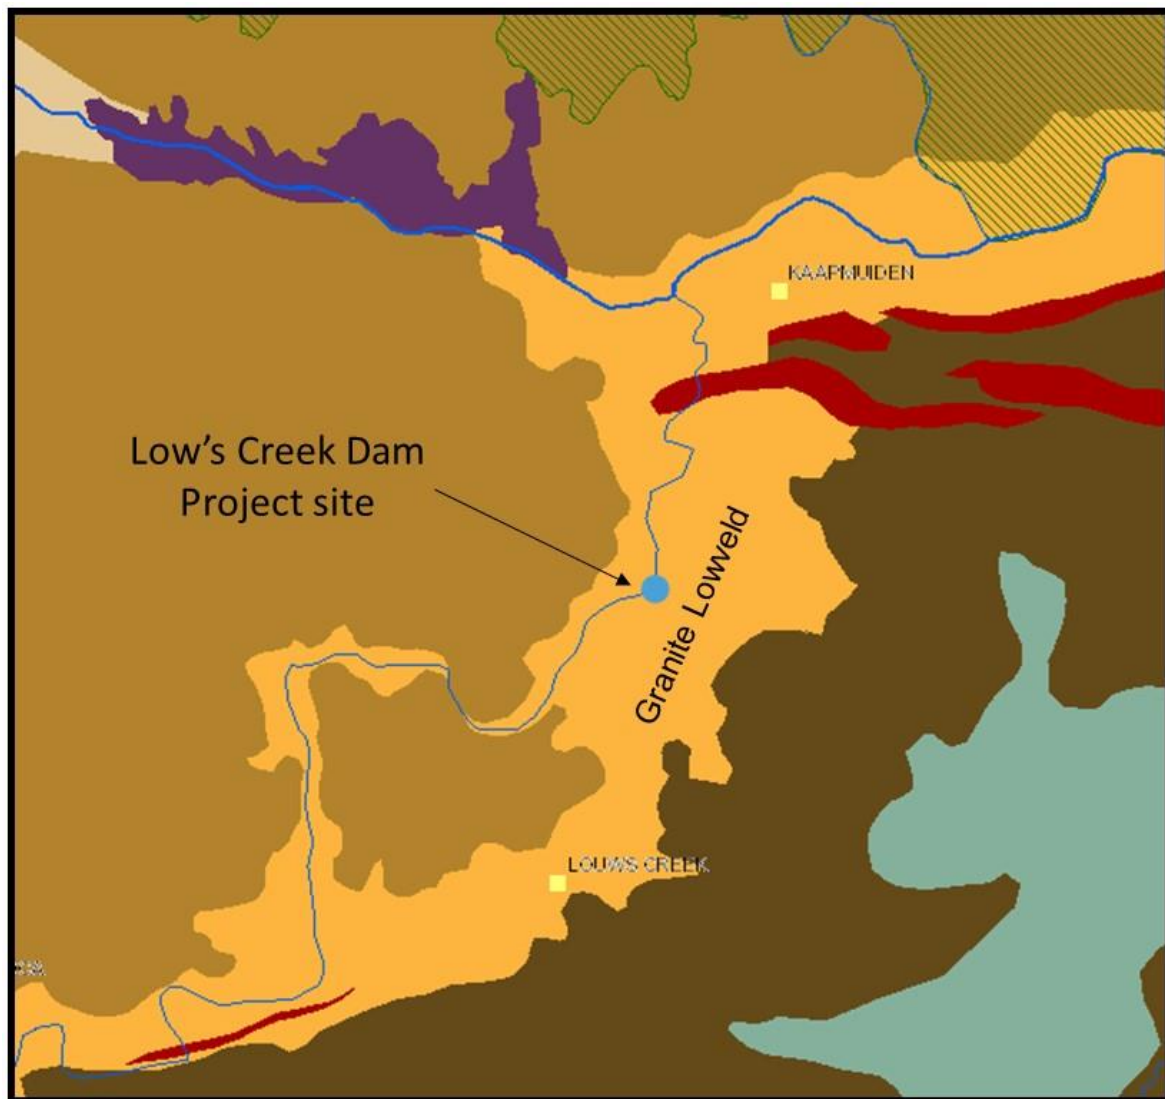 KAAPMUIDEN
Low's Creek Dam
Project site
Granite Lowveld
LOUWS CREEK